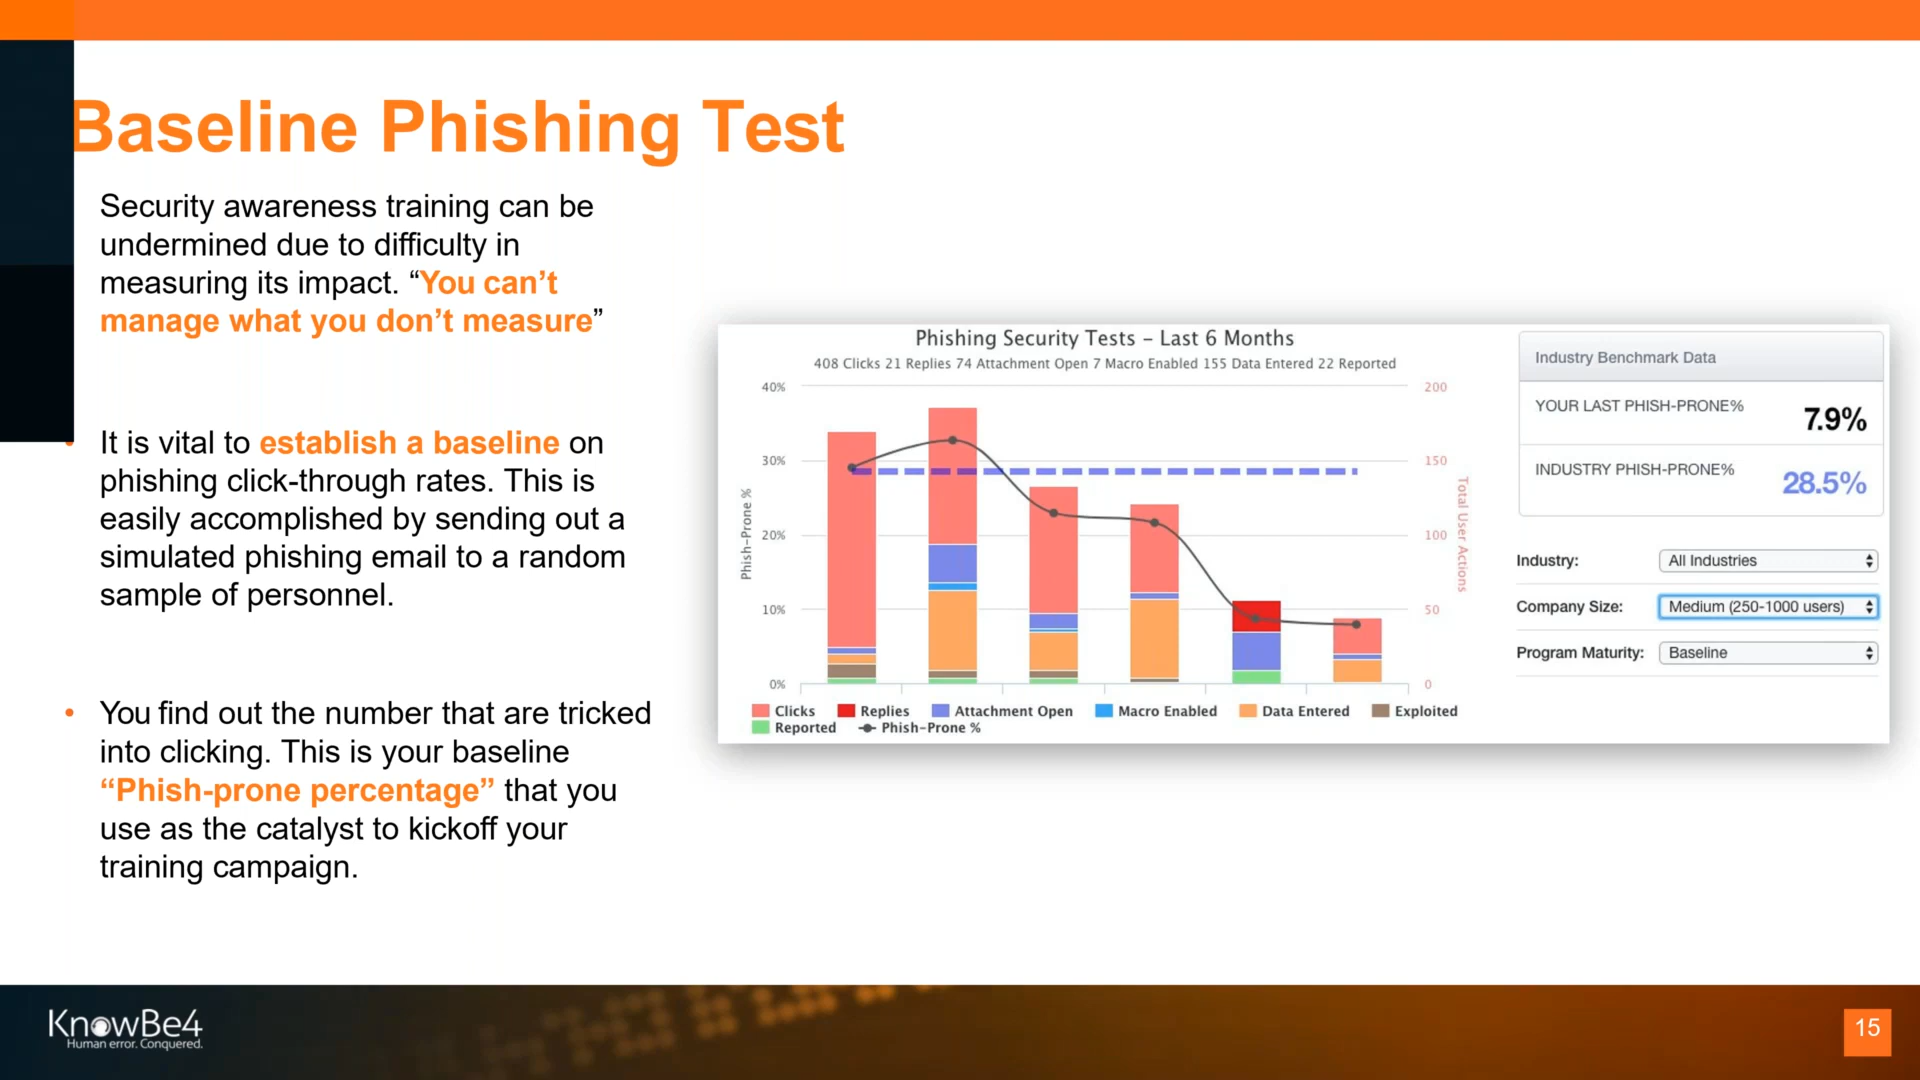 Baseline Phishing Test
Security awareness training can be
undermined due to difficulty in
measuring its impact. “You can’t
manage what you don’t measure”
• It is vital to establish a baseline on
phishing click-through rates. This is
easily accomplished by sending out a
simulated phishing email to a random
sample of personnel.
• You find out the number that are tricked
into clicking. This is your baseline
“Phish-prone percentage” that you
use as the catalyst to kickoff your
training campaign.
Phishing Security Tests – Last 6 Months
408 Clicks 21 Replies 74 Attachment Open 7 Macro Enabled 155 Data Entered 22 Reported
40%
30%
20%
10%
0%
Phish-Prone %
200
150
100
50
0
Total User Actions
Clicks Replies Attachment Open Macro Enabled Data Entered Exploited
Reported Phish-Prone %
Industry Benchmark Data
YOUR LAST PHISH-PRONE% 7.9%
INDUSTRY PHISH-PRONE% 28.5%
Industry: All Industries
Company Size: Medium (250-1000 users)
Program Maturity: Baseline
KnowBe4
Human error. Conquered.
15